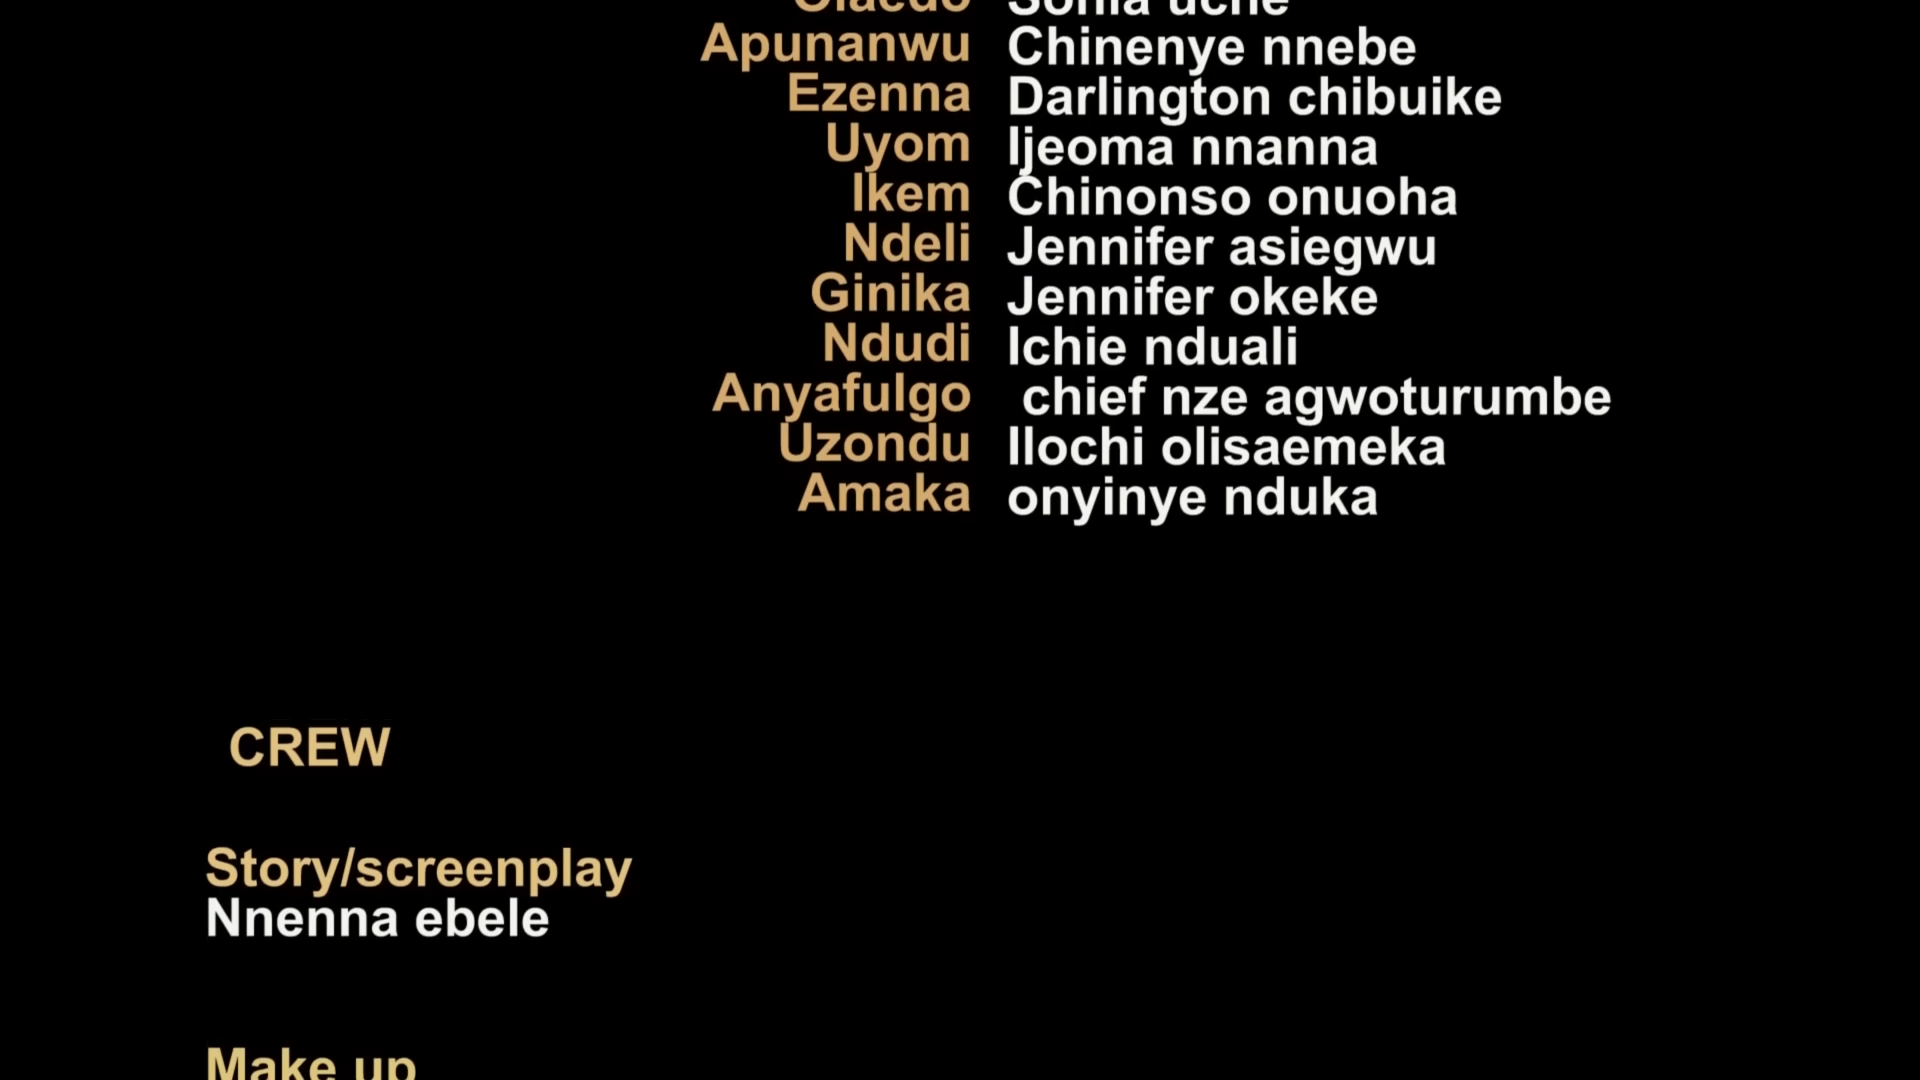 Sonia uche
Apunanwu Chinenye nnebe
Ezenna Darlington chibuike
Uyom Ijeoma nnanna
Ikem Chinonso onuoha
Ndeli Jennifer asiegwu
Ginika Jennifer okeke
Ndudi Ichie nduali
Anyafulgo chief nze agwoturumbe
Uzondu Ilochi olisaemeka
Amaka onyinye nduka
CREW
Story/screenplay
Nnenna ebele
Make up